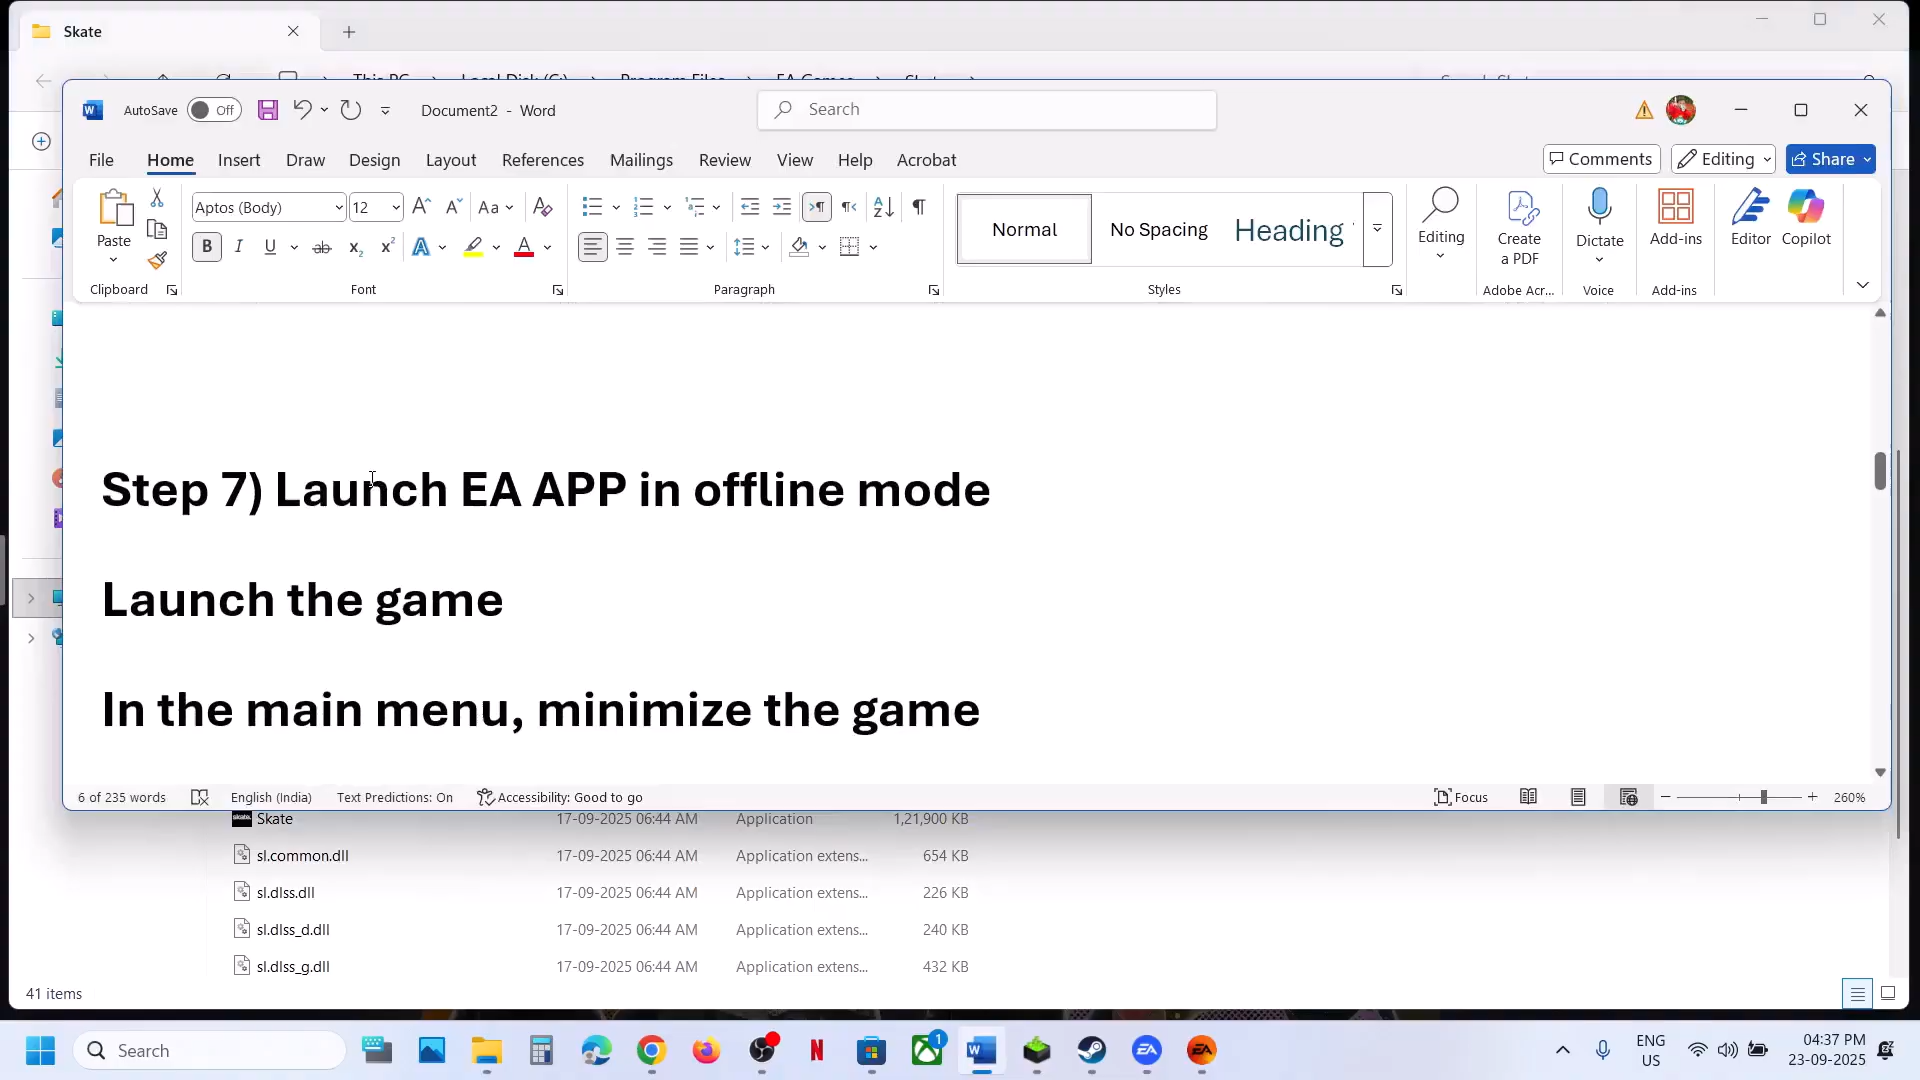 Skate
AutoSave
Off
Document2 - Word
Search
File
Home
Insert
Draw
Design
Layout
References
Mailings
Review
View
Help
Acrobat
Comments
Editing
Share
Paste
Clipboard
Aptos (Body)
12
Font
Paragraph
Normal
No Spacing
Heading
Styles
Editing
Create
a PDF
Adobe Acr...
Dictate
Voice
Add-ins
Add-ins
Editor
Copilot
Step 7) Launch EA APP in offline mode
Launch the game
In the main menu, minimize the game
6 of 235 words
English (India)
Text Predictions: On
Accessibility: Good to go
Focus
260%
Skate 17-09-2025 06:44 AM Application 1,21,900 KB
sl.common.dll 17-09-2025 06:44 AM Application extens... 654 KB
sl.dlss.dll 17-09-2025 06:44 AM Application extens... 226 KB
sl.dlss_d.dll 17-09-2025 06:44 AM Application extens... 240 KB
sl.dlss_g.dll 17-09-2025 06:44 AM Application extens... 432 KB
41 items
Search
1
ENG
US
04:37 PM
23-09-2025